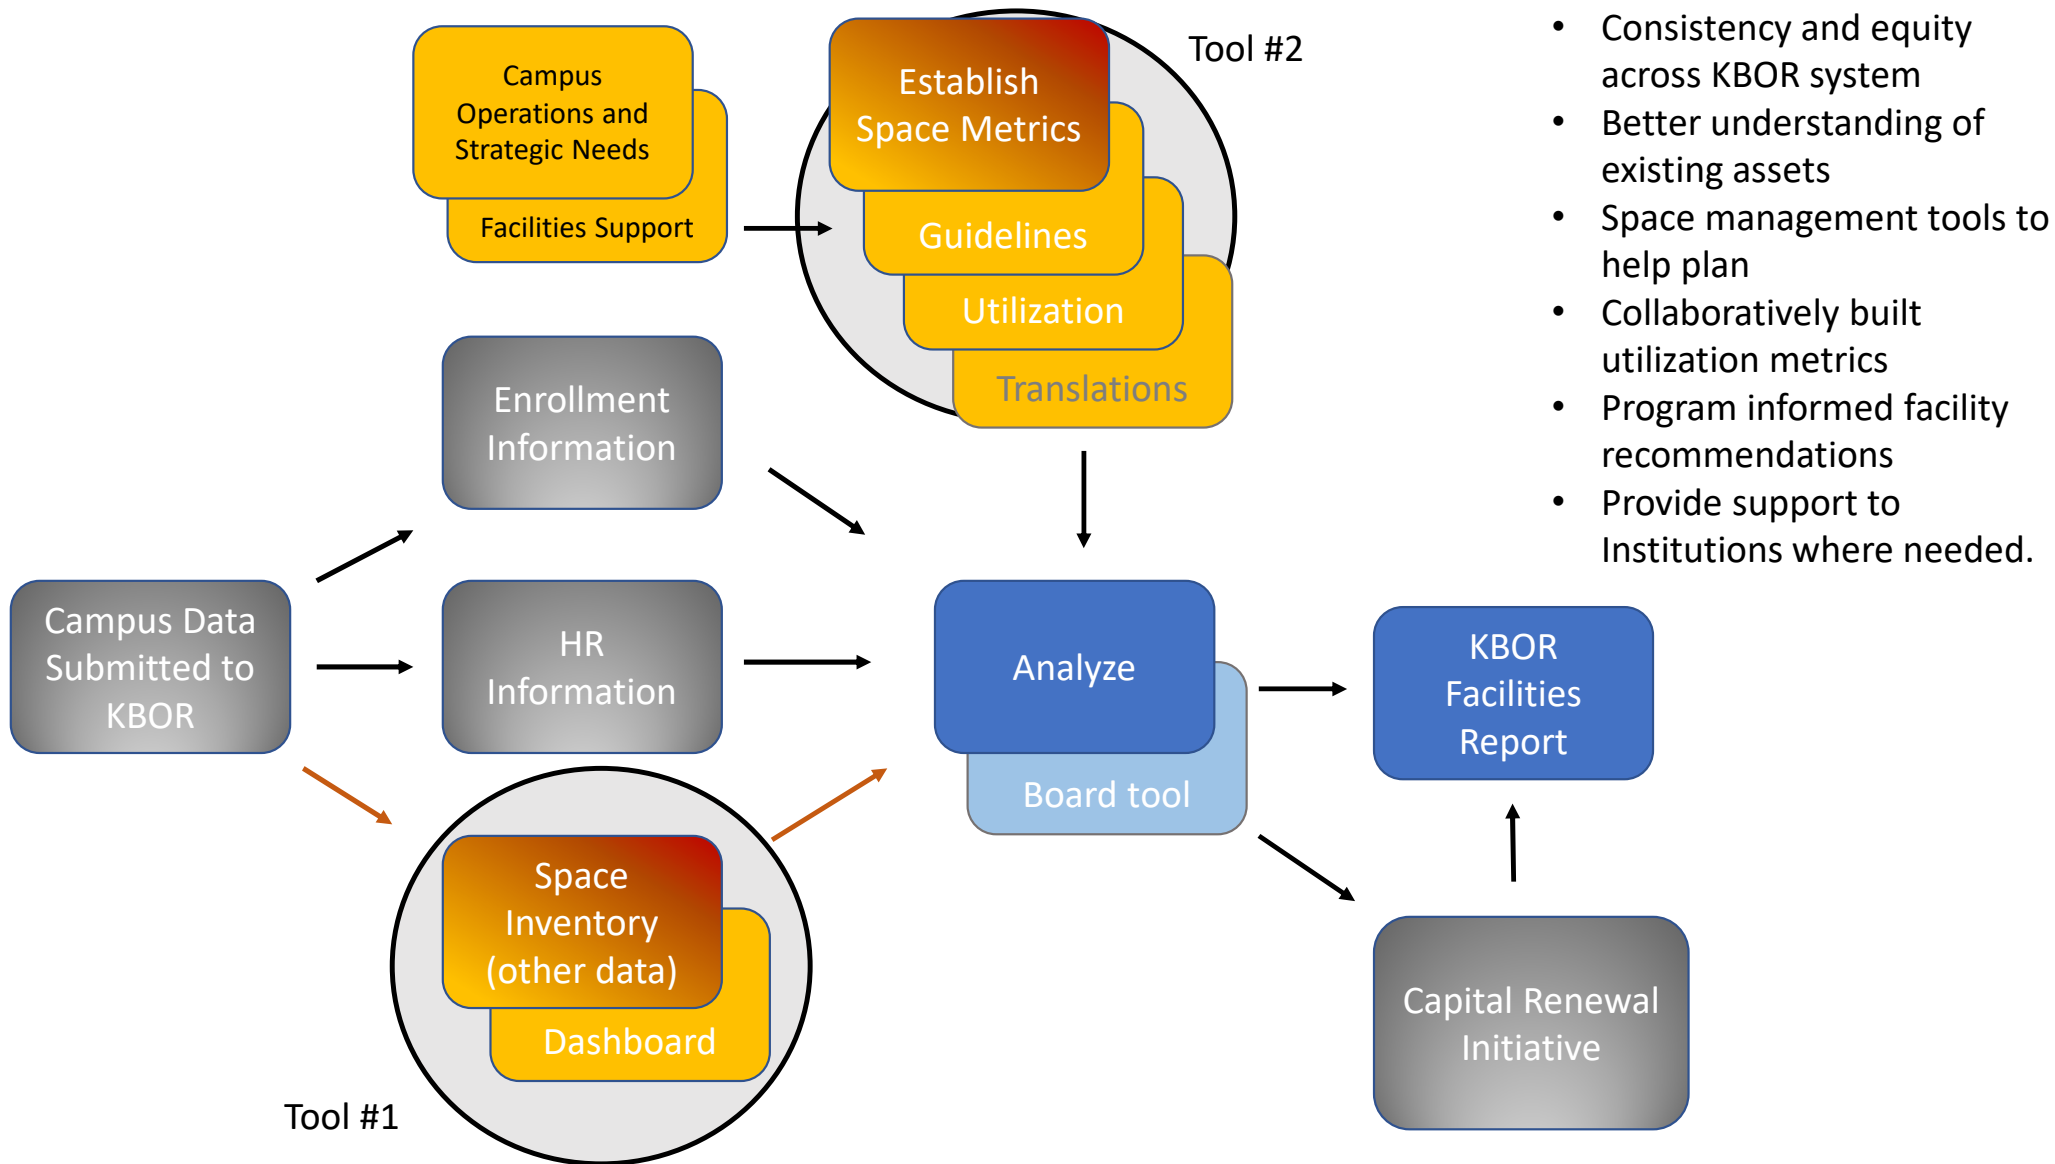 Campus
Operations and
Strategic Needs
Facilities Support
Tool #2
Establish
Space Metrics
Guidelines
Utilization
Translations
• Consistency and equity
across KBOR system
• Better understanding of
existing assets
• Space management tools to
help plan
• Collaboratively built
utilization metrics
• Program informed facility
recommendations
• Provide support to
Institutions where needed.
Enrollment
Information
Campus Data
Submitted to
KBOR
HR
Information
Analyze
Board tool
KBOR
Facilities
Report
Space
Inventory
(other data)
Dashboard
Tool #1
Capital Renewal
Initiative